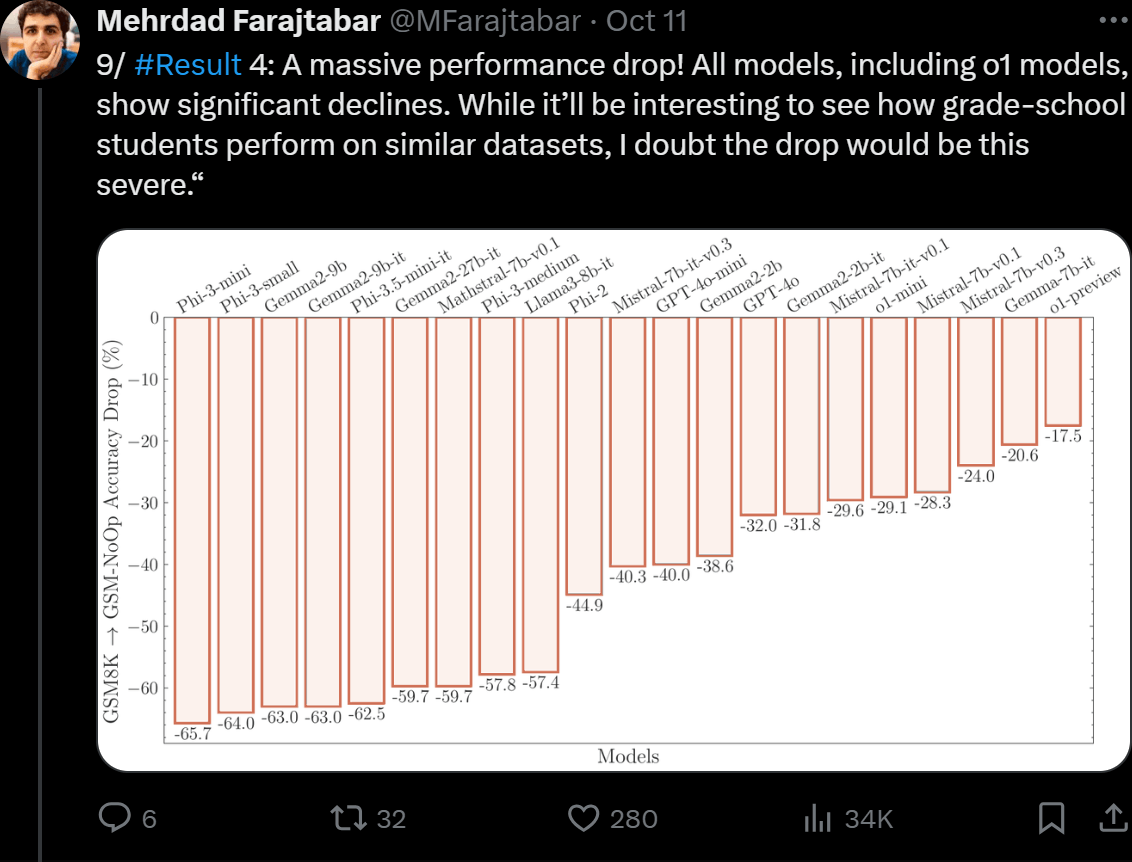 Mehrdad Farajtabar @MFarajtabar · Oct 11
9/ #Result 4: A massive performance drop! All models, including o1 models,
show significant declines. While it’ll be interesting to see how grade-school
students perform on similar datasets, I doubt the drop would be this
severe.“
Phi-3-mini
Phi-3-small
Gemma2-9b
Gemma2-9b-it
Phi-3.5-mini-it
Gemma2-27b-it
Mathstral-7b-v0.1
Phi-3-medium
Llama3-8b-it
Phi-2
Mistral-7b-it-v0.3
GPT-4o-mini
Gemma2-2b
GPT-4o
Gemma2-2b-it
Mistral-7b-it-v0.1
o1-mini
Mistral-7b-v0.1
Mistral-7b-v0.3
Gemma-7b-it
o1-preview
GSM8K → GSM-NoOp Accuracy Drop (%)
0
−10
−20
−30
−40
−50
−60
-65.7
-64.0
-63.0
-63.0
-62.5
-59.7
-59.7
-57.8
-57.4
-44.9
-40.3
-40.0
-38.6
-32.0
-31.8
-29.6
-29.1
-28.3
-24.0
-20.6
-17.5
Models
6 32 280 34K